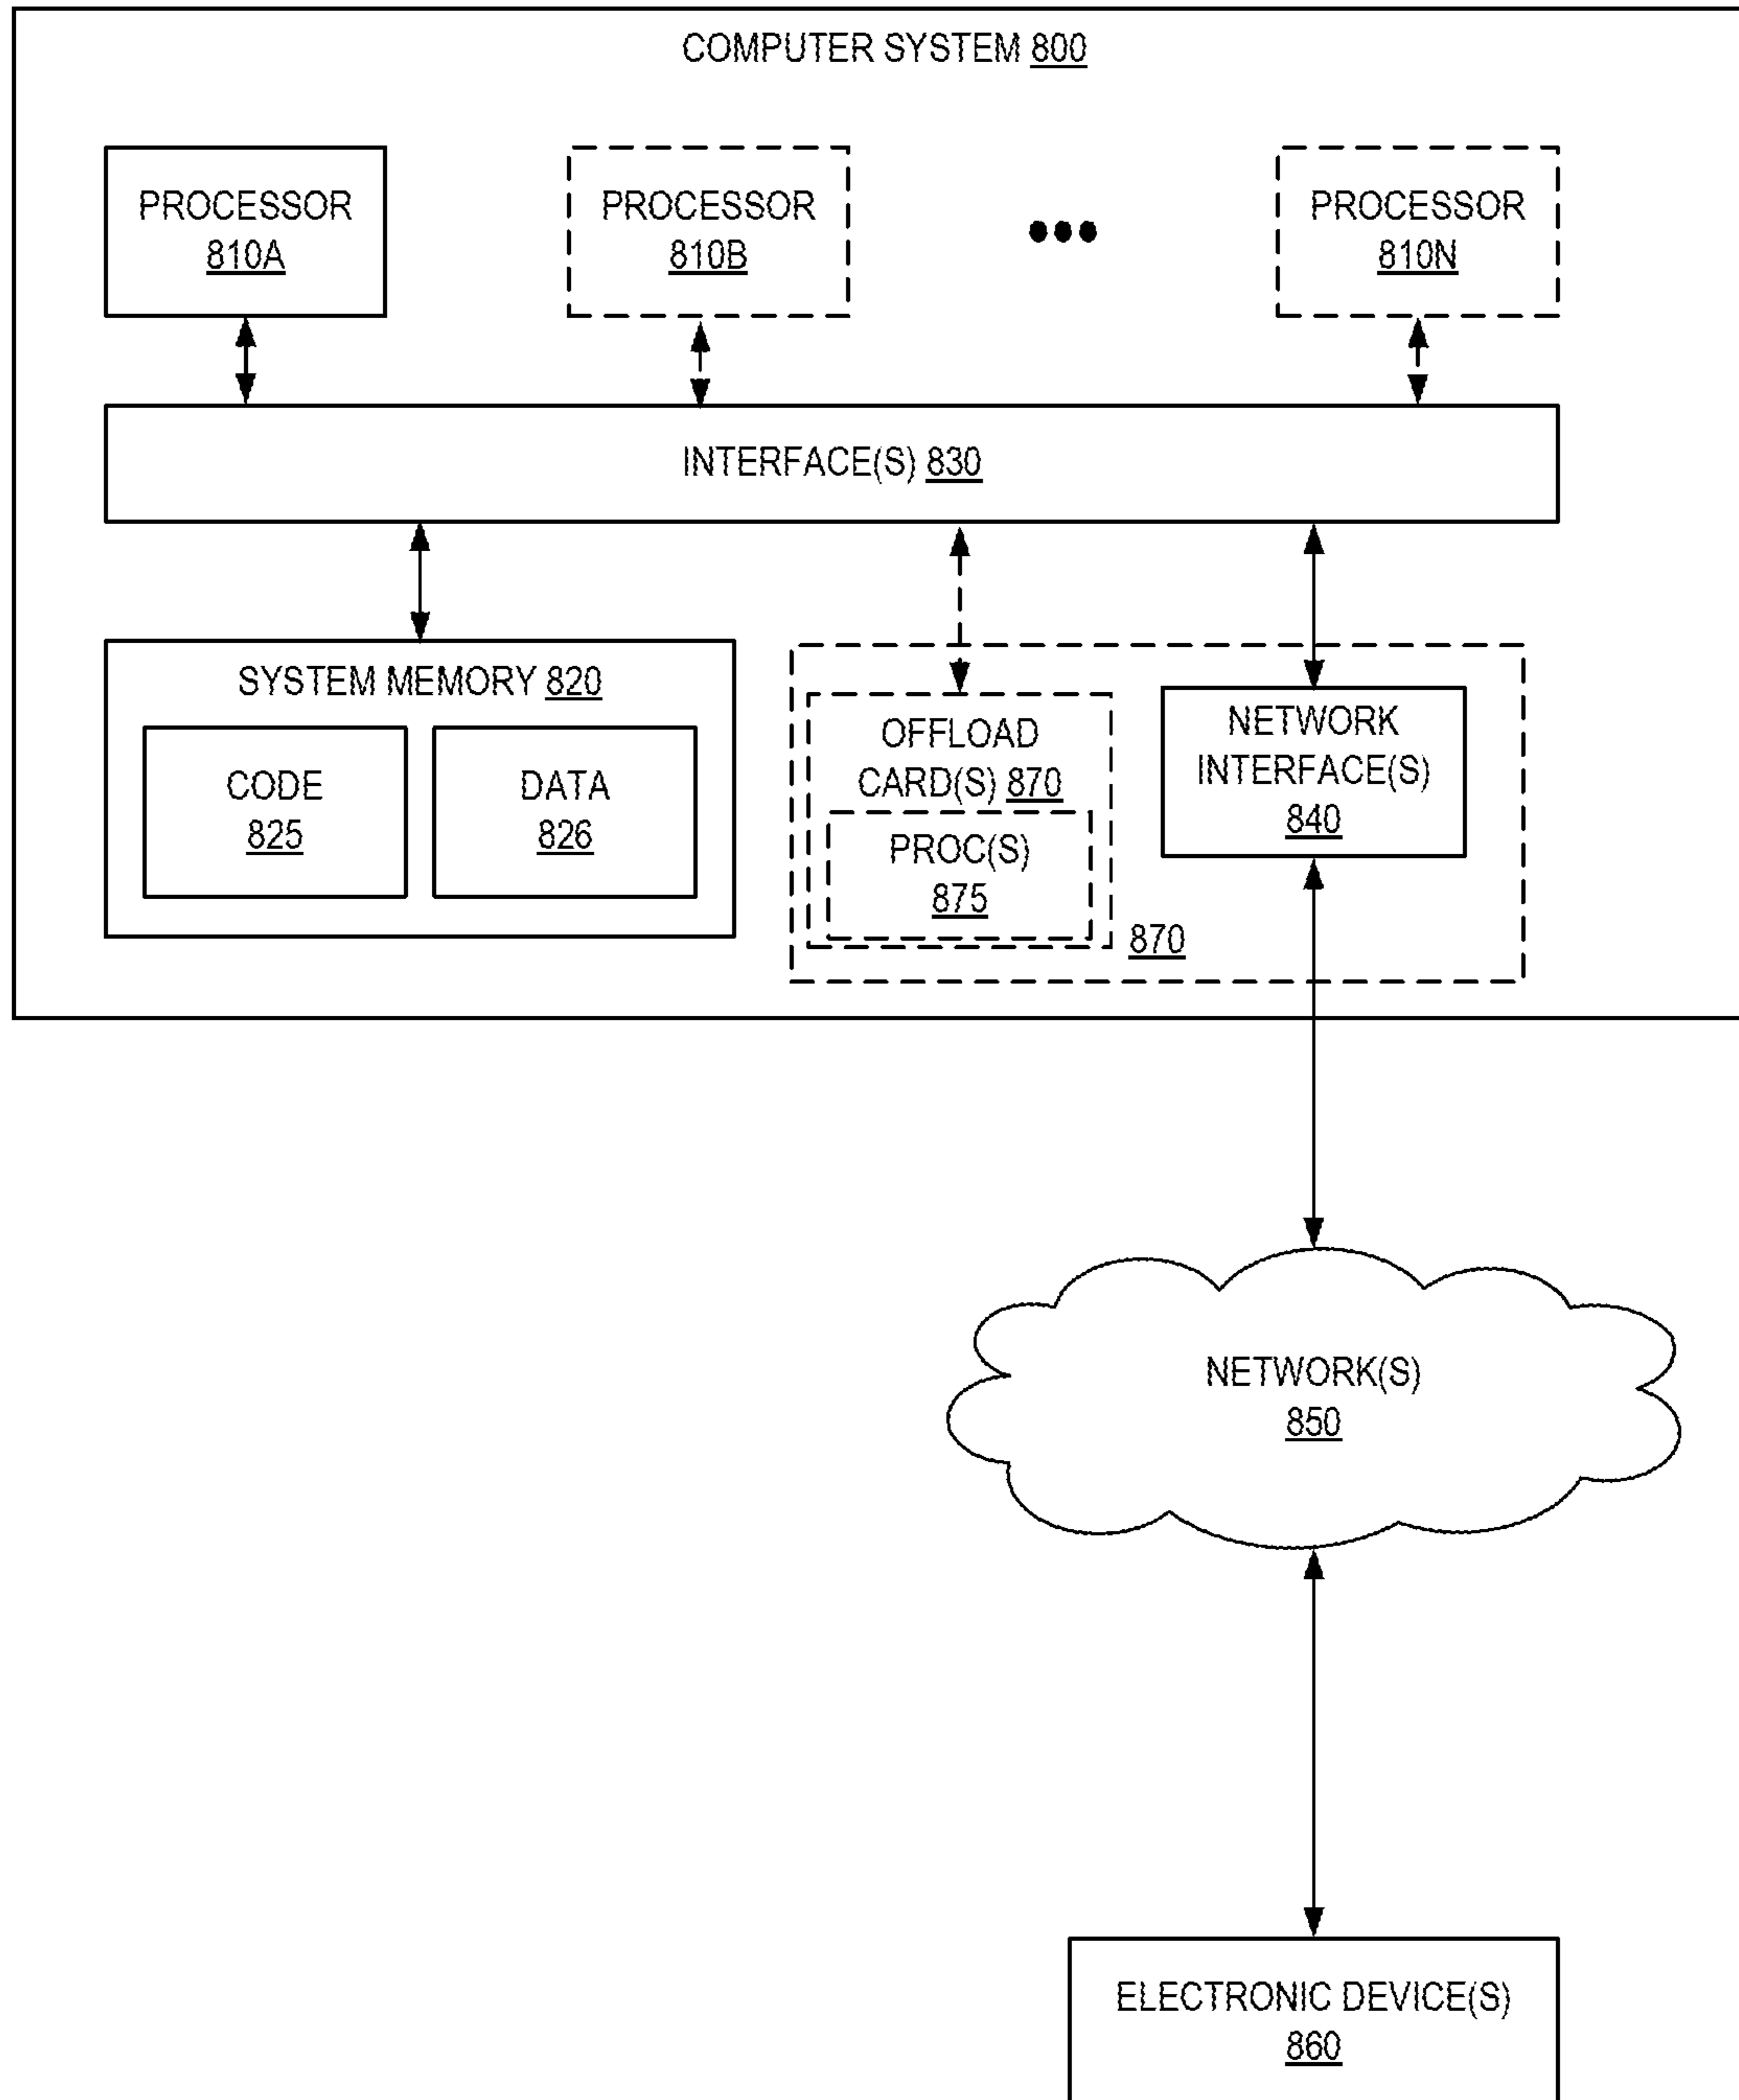 COMPUTER SYSTEM 800
PROCESSOR
810A
PROCESSOR
810B
PROCESSOR
810N
INTERFACE(S) 830
SYSTEM MEMORY 820
CODE
825
DATA
826
OFFLOAD
CARD(S) 870
PROC(S)
875
870
NETWORK
INTERFACE(S)
840
NETWORK(S)
850
ELECTRONIC DEVICE(S)
860